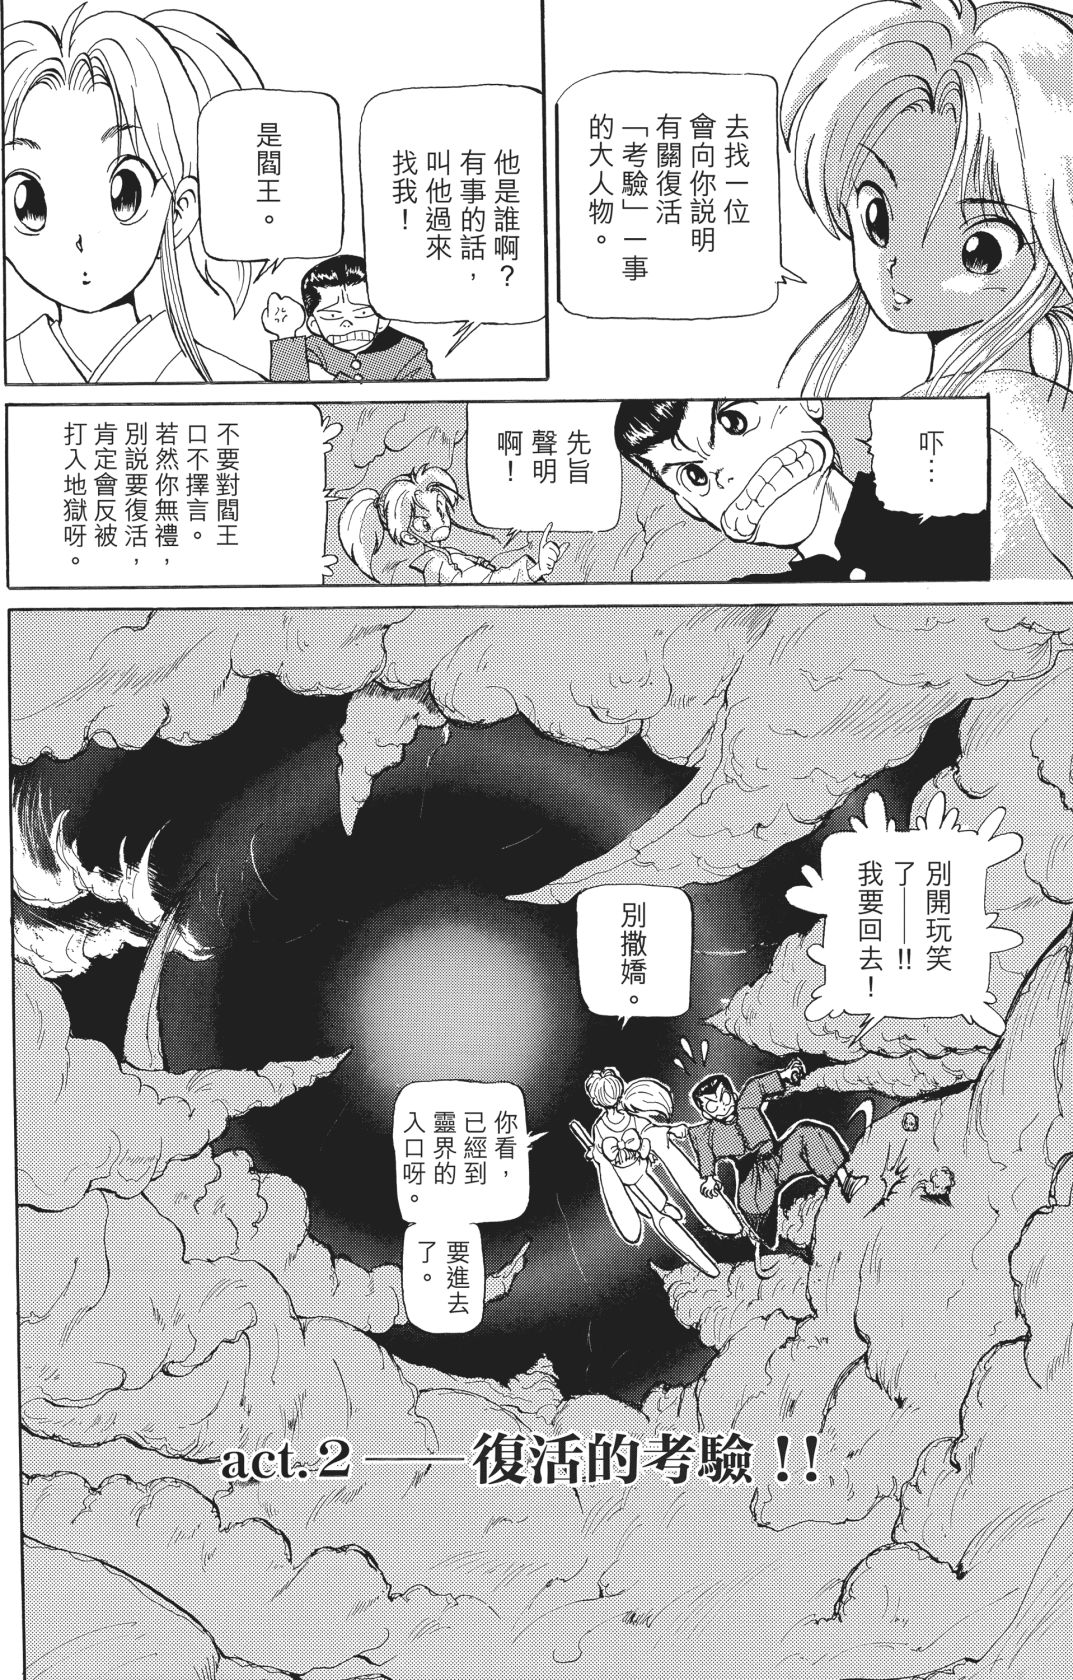 去找一位
會向你説明
有關復活
「考驗」一事
的大人物。
他是誰啊？
有事的話，
叫他過來
找我！
是閻王。
吓…
先旨
聲明
啊！
不要對閻王
口不擇言。
若然你無禮，
別説要復活，
肯定會反被
打入地獄呀。
別開玩笑
了——!!
我要回去！
別撒嬌。
你看，
已經到
靈界的
入口呀。
要進去
了。
act.2——復活的考驗!!